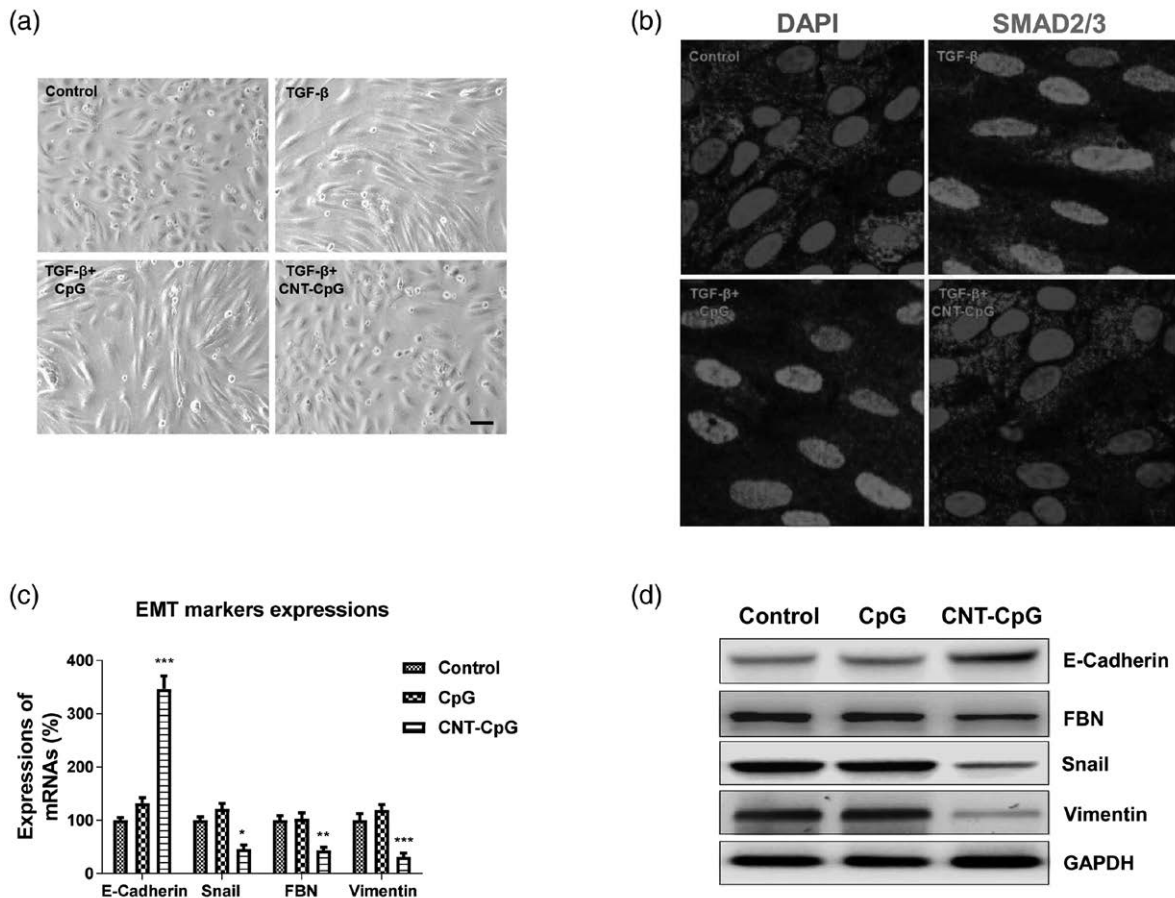 (a)
Control
TGF-β
TGF-β+
CpG
TGF-β+
CNT-CpG
(b)
DAPI
SMAD2/3
Control
TGF-β
TGF-β+
CpG
TGF-β+
CNT-CpG
(c)
EMT markers expressions
Expressions of
mRNAs (%)
400
300
200
100
0
***
*
**
***
E-Cadherin
Snail
FBN
Vimentin
Control
CpG
CNT-CpG
(d)
Control
CpG
CNT-CpG
E-Cadherin
FBN
Snail
Vimentin
GAPDH